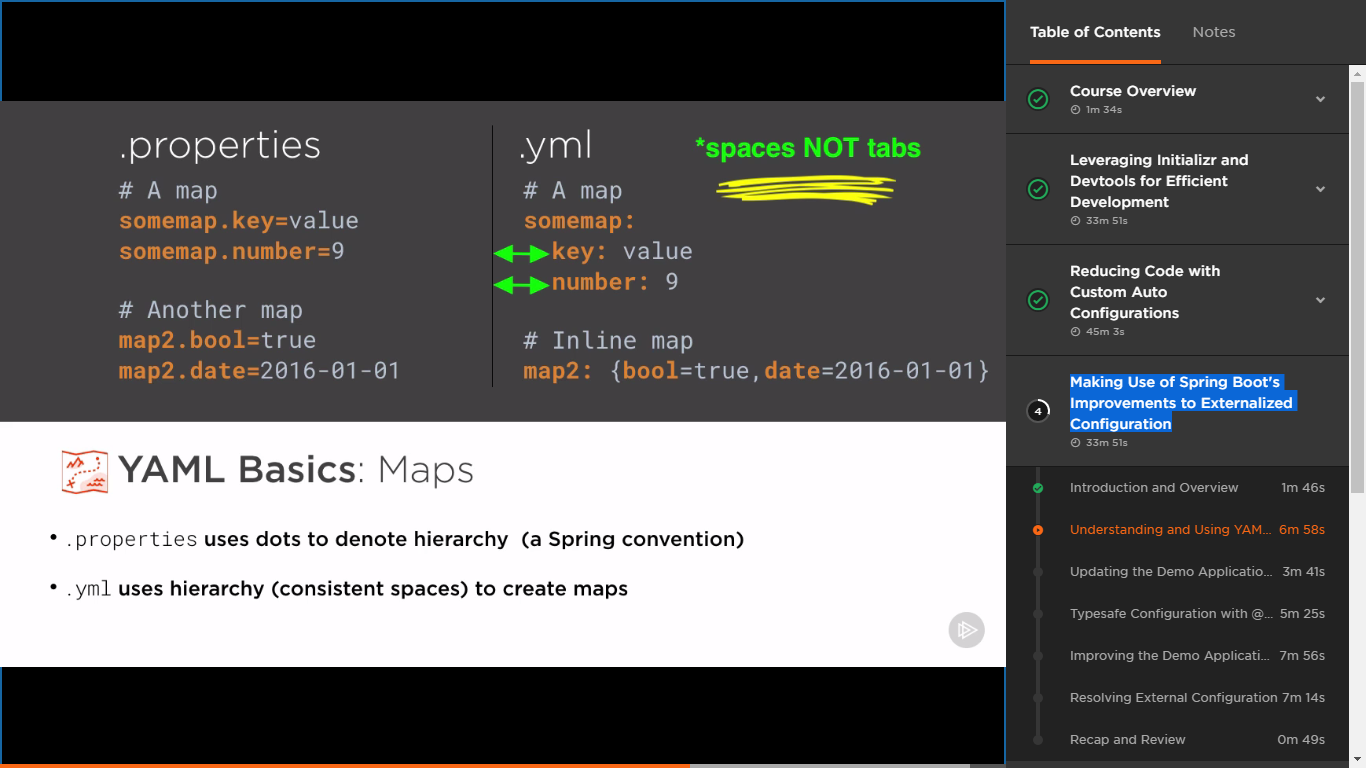 .properties
# A map
somemap.key=value
somemap.number=9
# Another map
map2.bool=true
map2.date=2016-01-01
.yml
*spaces NOT tabs
# A map
somemap:
key: value
number: 9
# Inline map
map2: {bool=true,date=2016-01-01}
YAML Basics: Maps
• .properties uses dots to denote hierarchy (a Spring convention)
• .yml uses hierarchy (consistent spaces) to create maps
Table of Contents
Notes
Course Overview
1m 34s
Leveraging Initializr and
Devtools for Efficient
Development
33m 51s
Reducing Code with
Custom Auto
Configurations
45m 3s
4
Making Use of Spring Boot's
Improvements to Externalized
Configuration
33m 51s
Introduction and Overview 1m 46s
Understanding and Using YAM... 6m 58s
Updating the Demo Applicatio... 3m 41s
Typesafe Configuration with @... 5m 25s
Improving the Demo Applicati... 7m 56s
Resolving External Configuration 7m 14s
Recap and Review 0m 49s